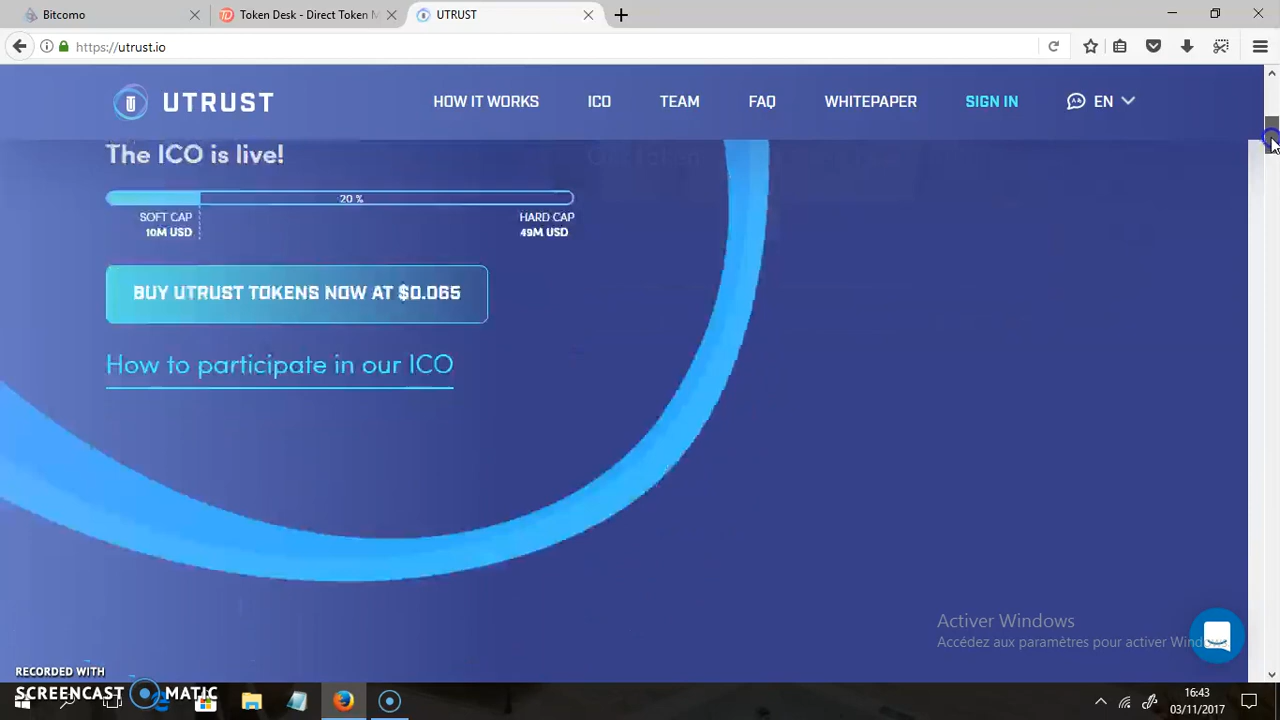 Bitcomo
Token Desk - Direct Token M
UTRUST
https://utrust.io
UTRUST
HOW IT WORKS
ICO
TEAM
FAQ
WHITEPAPER
SIGN IN
EN
The ICO is live!
20 %
SOFT CAP
10M USD
HARD CAP
49M USD
BUY UTRUST TOKENS NOW AT $0.065
How to participate in our ICO
Activer Windows
Accédez aux paramètres pour activer Windows
RECORDED WITH
SCREENCAST MATIC
16:43
03/11/2017